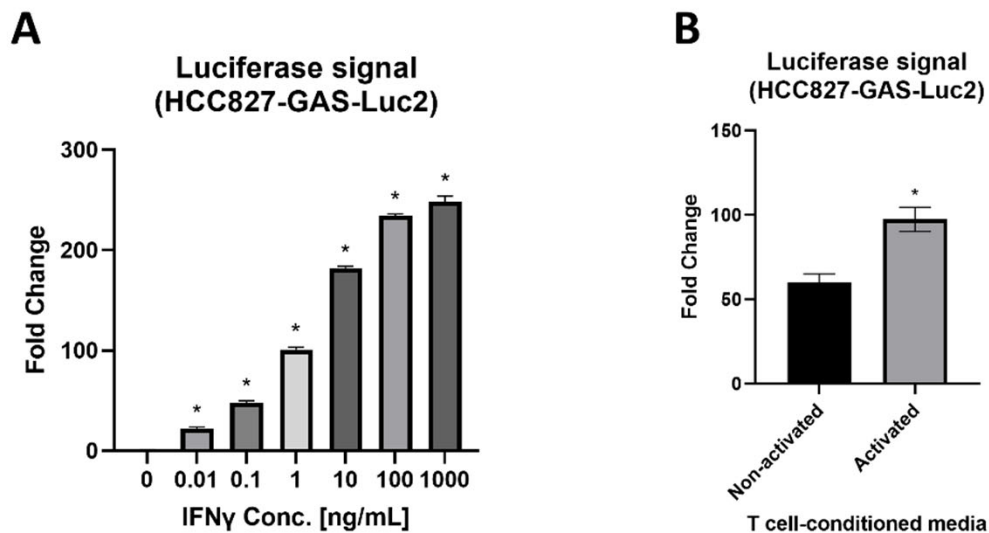 A
Luciferase signal
(HCC827-GAS-Luc2)
Fold Change
300
200
100
0
*
*
*
*
*
*
0 0.01 0.1 1 10 100 1000
IFNγ Conc. [ng/mL]
B
Luciferase signal
(HCC827-GAS-Luc2)
Fold Change
150
100
50
0
*
Non-activated
Activated
T cell-conditioned media